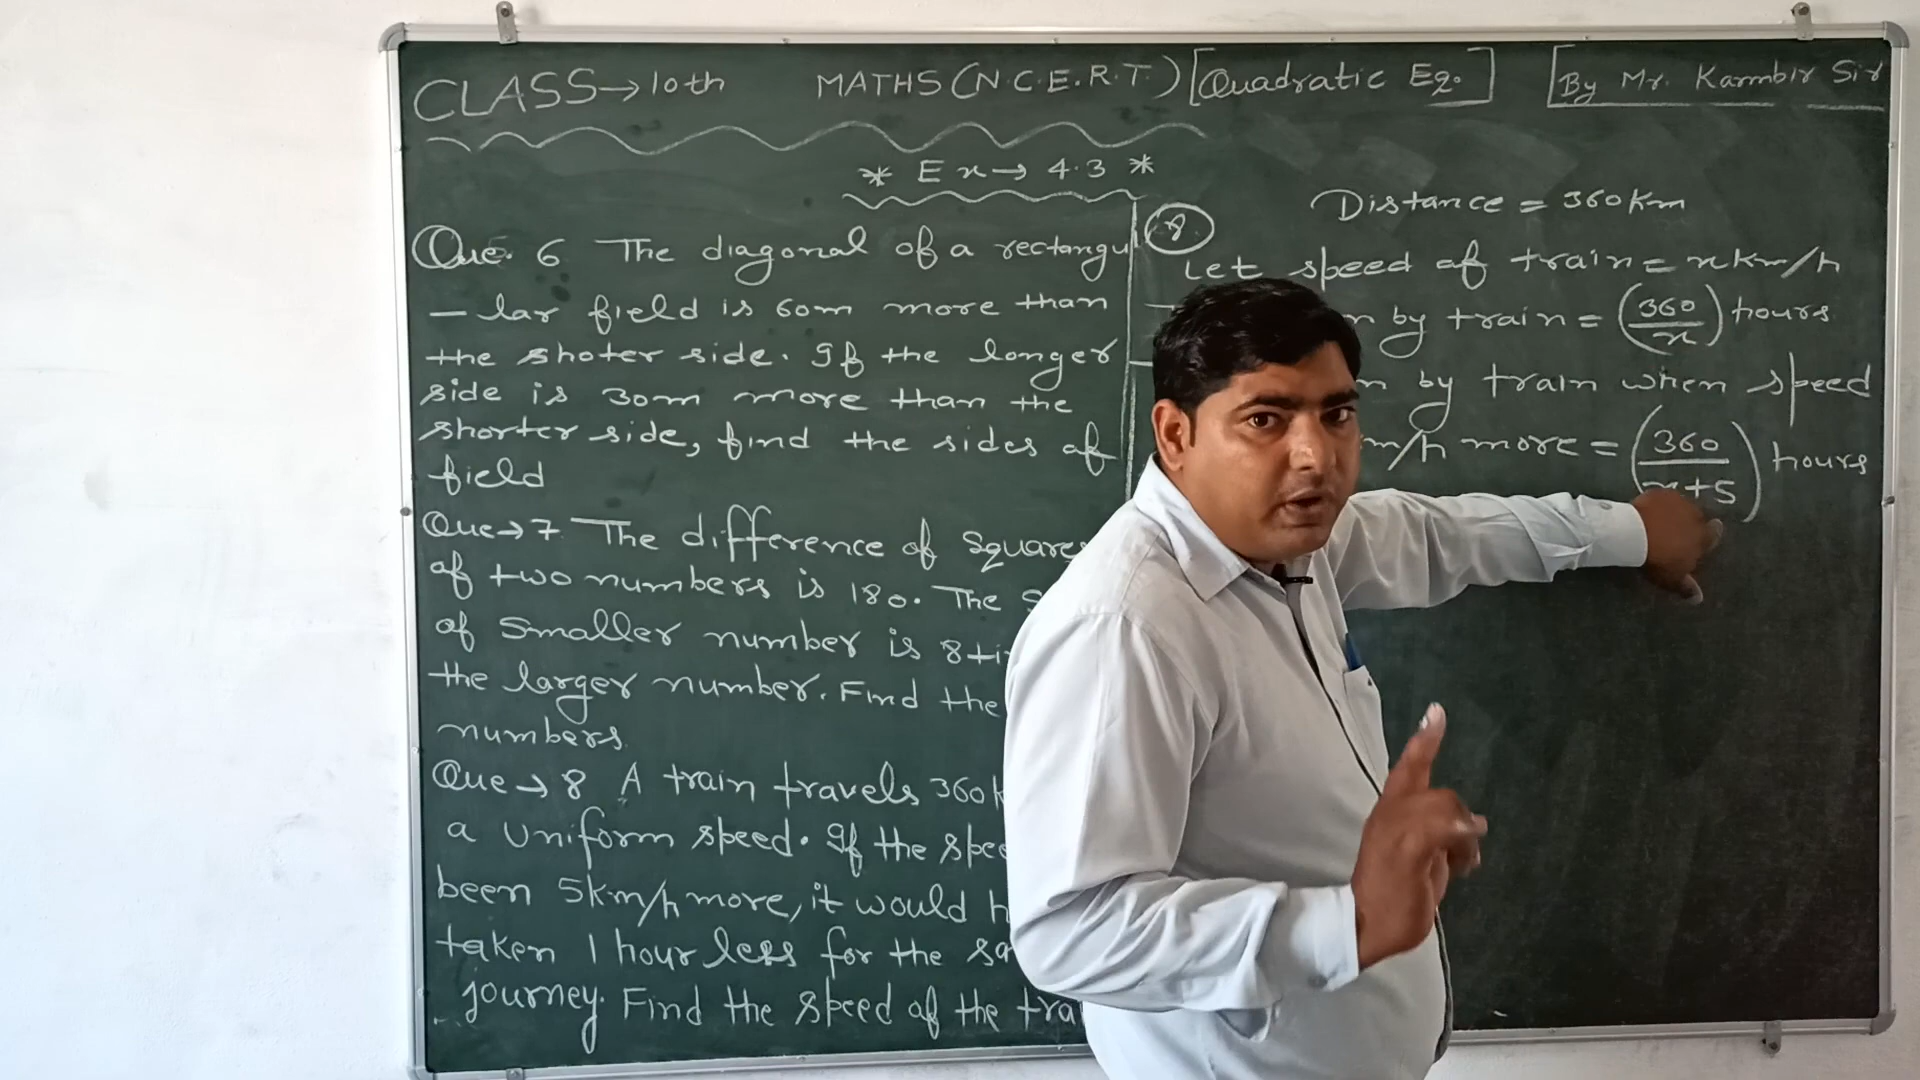 CLASS → 10th MATHS (N.C.E.R.T.) [Quadratic Eq.] [By Mr. Karmbir Sir
* Ex → 4.3 *
Que. 6 The diagonal of a rectangu
- lar field is 60m more than
the shoter side. If the longer
side is 30m more than the
shorter side, find the sides of
field
Que → 7 The difference of Squares
of two numbers is 180. The
of Smaller number is 8 ti
the larger number. Find the
numbers.
Que → 8 A train travels 360k
a uniform speed. If the spee
been 5km/h more, it would h
taken 1 hour less for the sa
journey. Find the speed of the tra
8. Distance = 360 Km
Let speed of train = x km/h
n by train = (360/x) hours
n by train when speed
m/h more = (360/x+5) hours